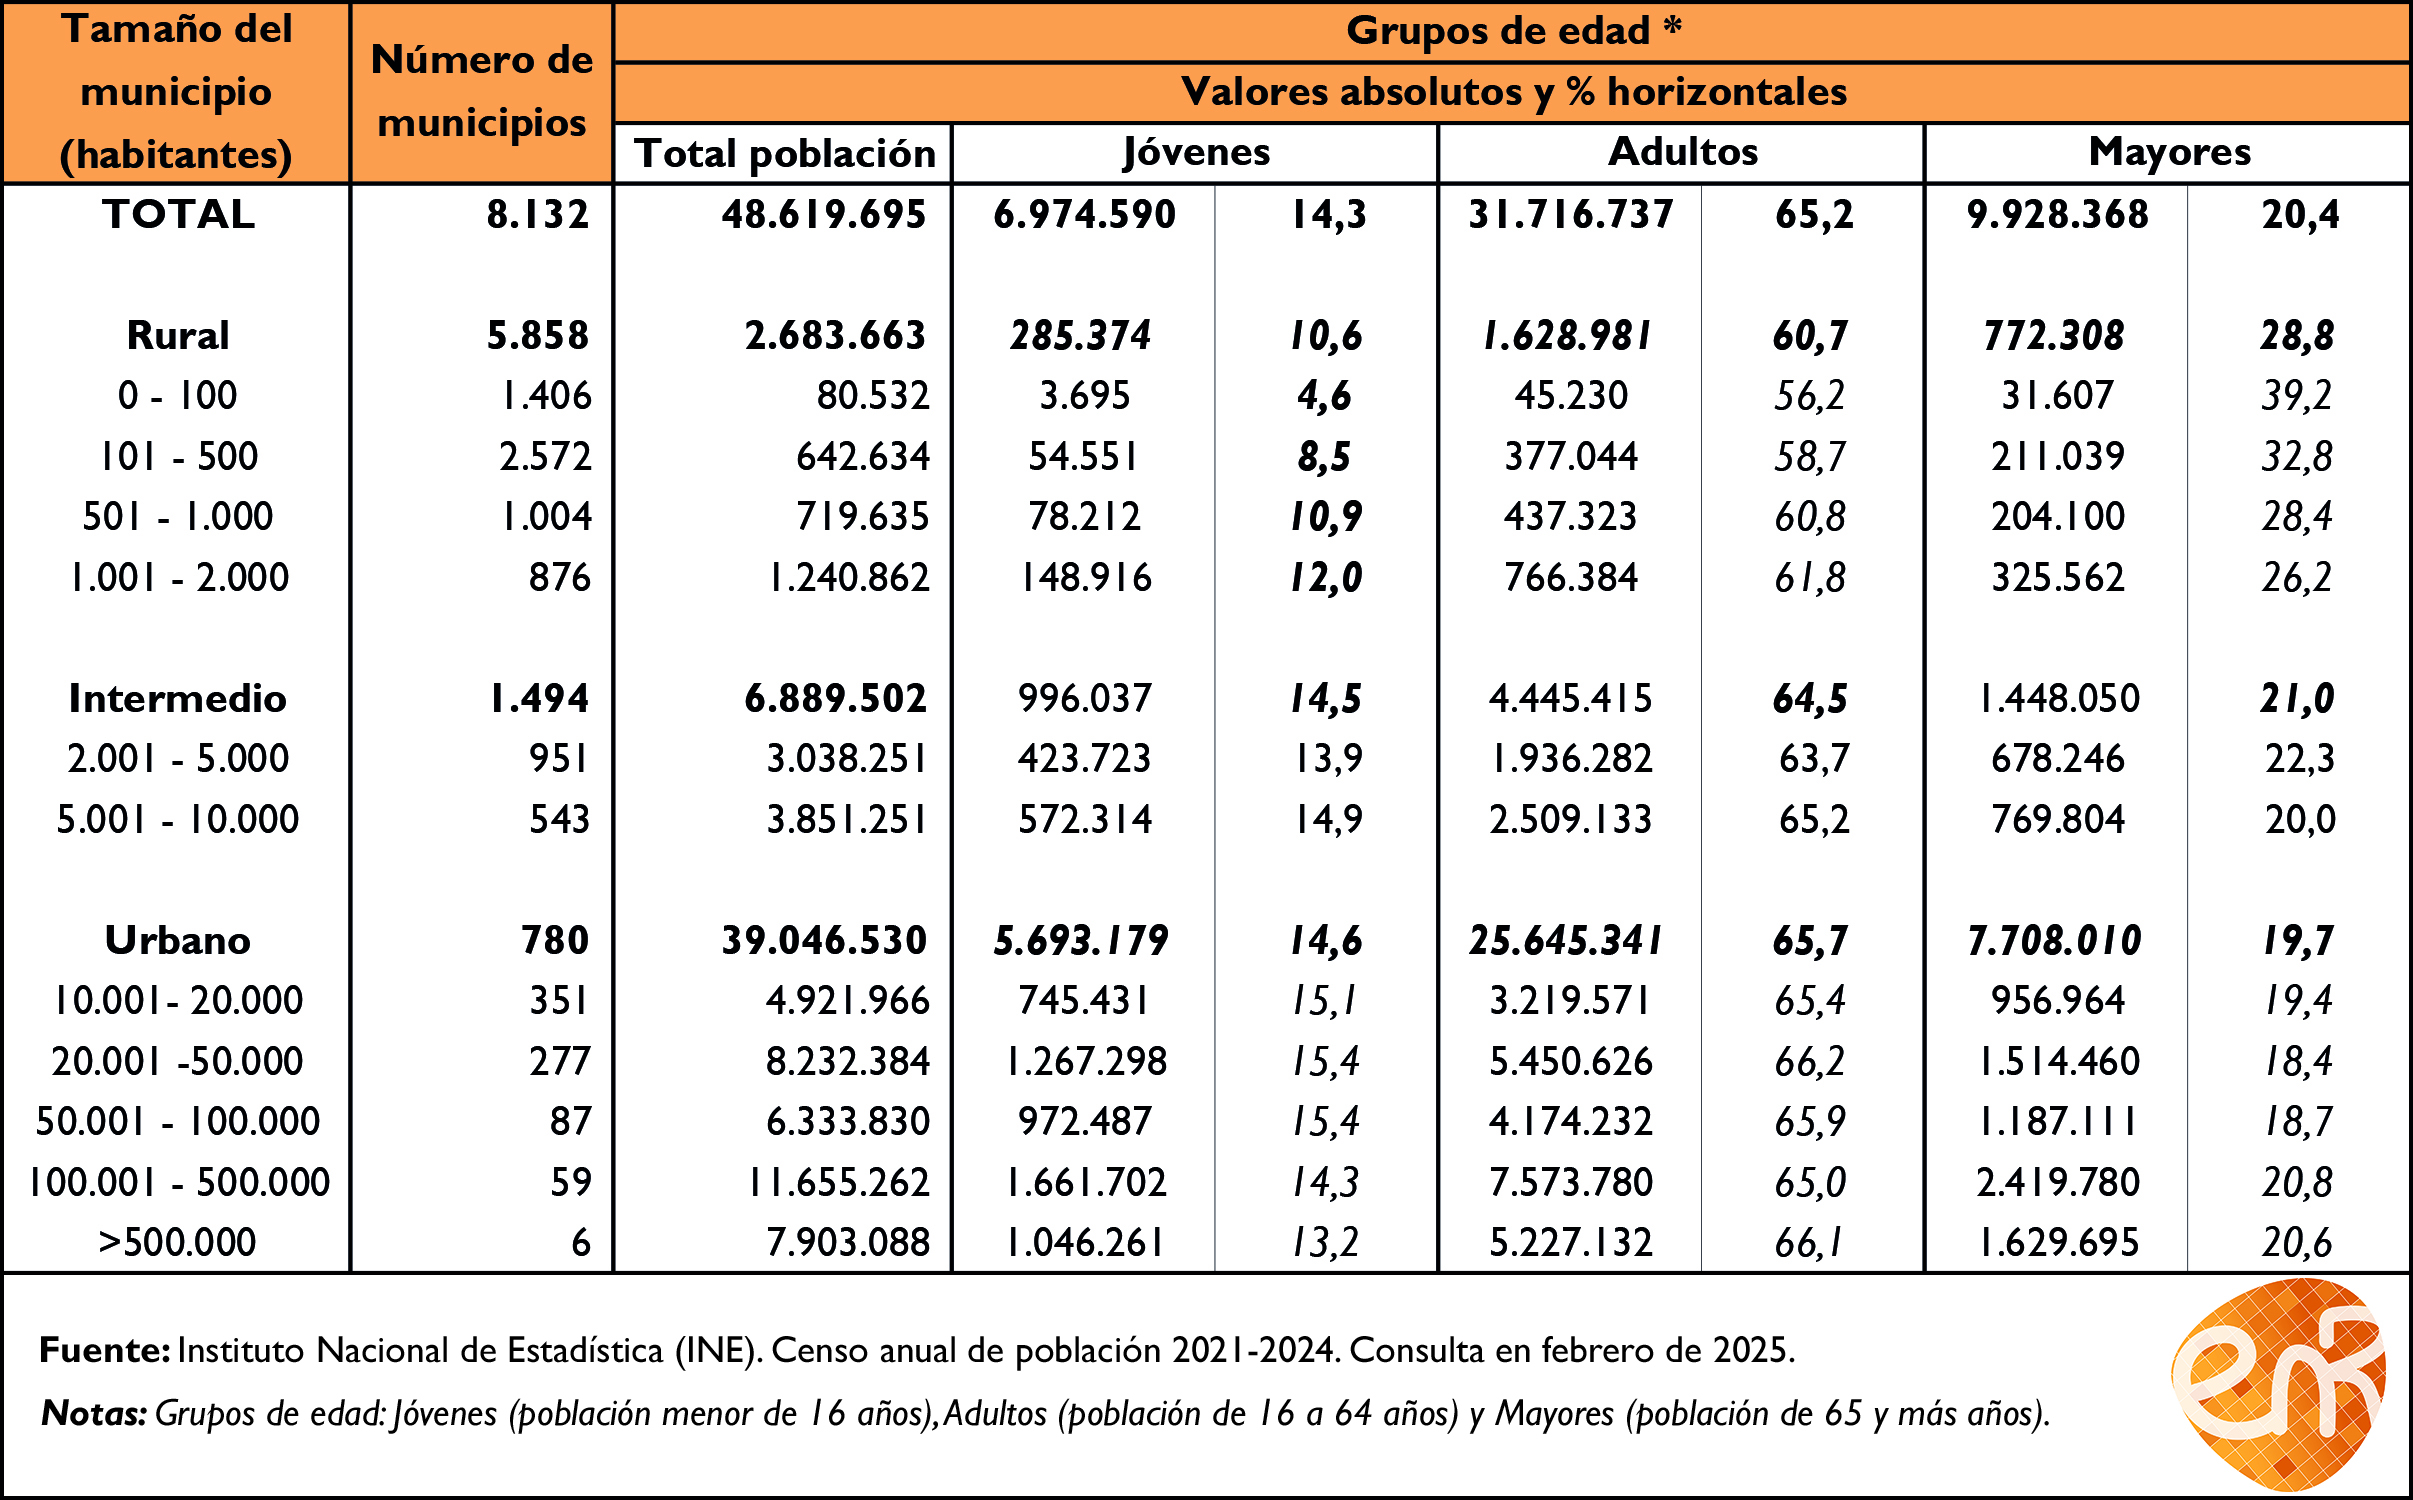 Tamaño del municipio (habitantes) Número de municipios Grupos de edad *
Valores absolutos y % horizontales
Total población Jóvenes Adultos Mayores
TOTAL 8.132 48.619.695 6.974.590 14,3 31.716.737 65,2 9.928.368 20,4
Rural 5.858 2.683.663 285.374 10,6 1.628.981 60,7 772.308 28,8
0 - 100 1.406 80.532 3.695 4,6 45.230 56,2 31.607 39,2
101 - 500 2.572 642.634 54.551 8,5 377.044 58,7 211.039 32,8
501 - 1.000 1.004 719.635 78.212 10,9 437.323 60,8 204.100 28,4
1.001 - 2.000 876 1.240.862 148.916 12,0 766.384 61,8 325.562 26,2
Intermedio 1.494 6.889.502 996.037 14,5 4.445.415 64,5 1.448.050 21,0
2.001 - 5.000 951 3.038.251 423.723 13,9 1.936.282 63,7 678.246 22,3
5.001 - 10.000 543 3.851.251 572.314 14,9 2.509.133 65,2 769.804 20,0
Urbano 780 39.046.530 5.693.179 14,6 25.645.341 65,7 7.708.010 19,7
10.001- 20.000 351 4.921.966 745.431 15,1 3.219.571 65,4 956.964 19,4
20.001 -50.000 277 8.232.384 1.267.298 15,4 5.450.626 66,2 1.514.460 18,4
50.001 - 100.000 87 6.333.830 972.487 15,4 4.174.232 65,9 1.187.111 18,7
100.001 - 500.000 59 11.655.262 1.661.702 14,3 7.573.780 65,0 2.419.780 20,8
>500.000 6 7.903.088 1.046.261 13,2 5.227.132 66,1 1.629.695 20,6
Fuente: Instituto Nacional de Estadística (INE). Censo anual de población 2021-2024. Consulta en febrero de 2025.
Notas: Grupos de edad: Jóvenes (población menor de 16 años), Adultos (población de 16 a 64 años) y Mayores (población de 65 y más años).
emR